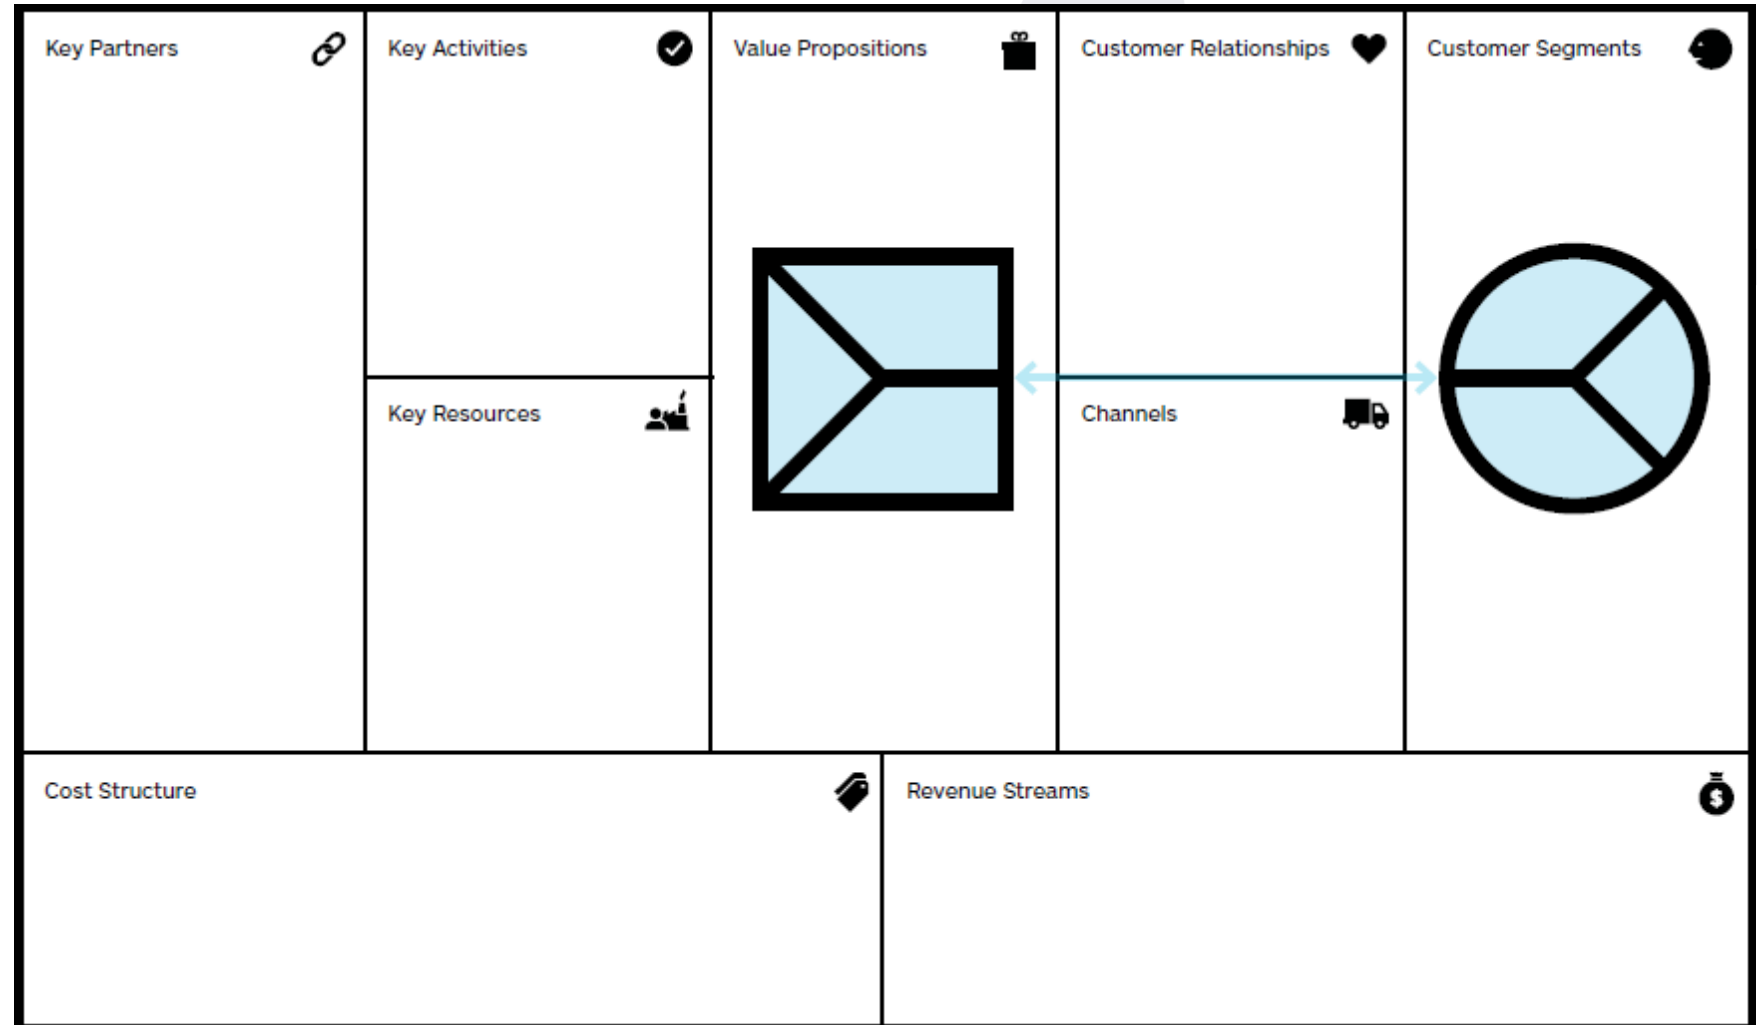 Key Partners
Key Activities
Value Propositions
Customer Relationships
Customer Segments
Key Resources
Channels
Cost Structure
Revenue Streams
$